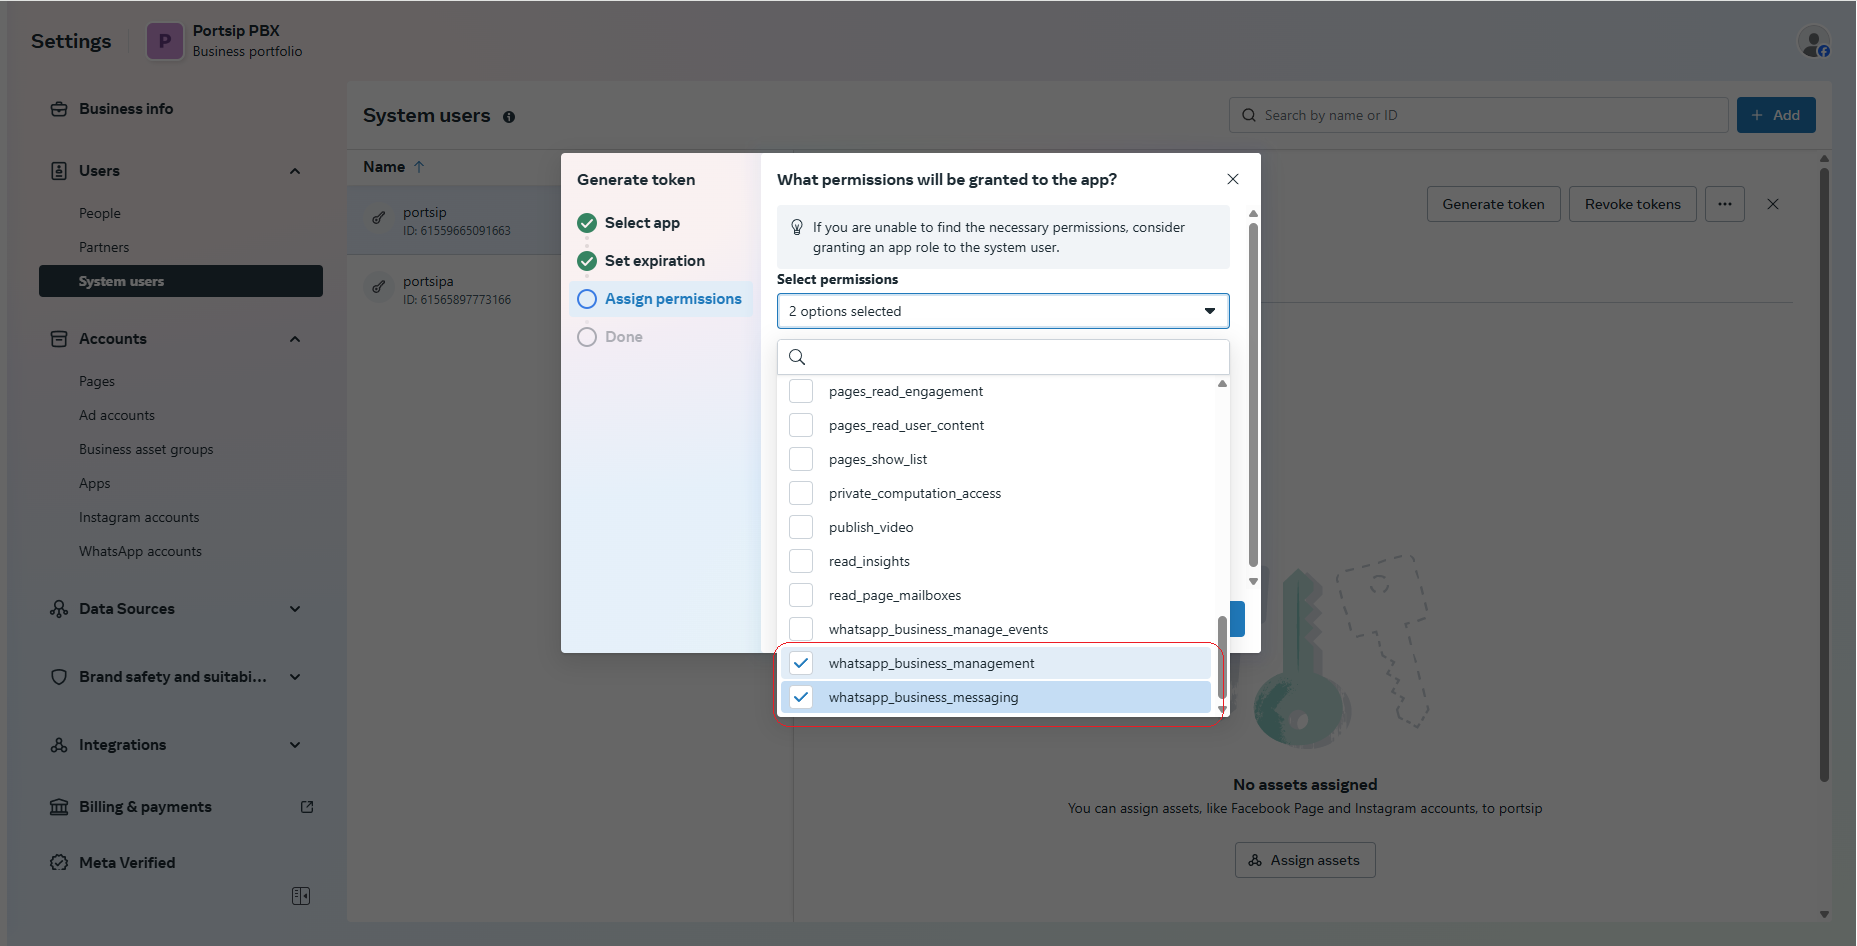 Settings
P
Portsip PBX
Business portfolio
Business info
Users
People
Partners
System users
Accounts
Pages
Ad accounts
Business asset groups
Apps
Instagram accounts
WhatsApp accounts
Data Sources
Brand safety and suitabi...
Integrations
Billing & payments
Meta Verified
System users
Search by name or ID
+ Add
Name ↑
portsip
ID: 61559665091663
portsipa
ID: 61565897773166
Generate token
Revoke tokens
...
Generate token
Select app
Set expiration
Assign permissions
Done
What permissions will be granted to the app?
If you are unable to find the necessary permissions, consider
granting an app role to the system user.
Select permissions
2 options selected
pages_read_engagement
pages_read_user_content
pages_show_list
private_computation_access
publish_video
read_insights
read_page_mailboxes
whatsapp_business_manage_events
whatsapp_business_management
whatsapp_business_messaging
No assets assigned
You can assign assets, like Facebook Page and Instagram accounts, to portsip
Assign assets